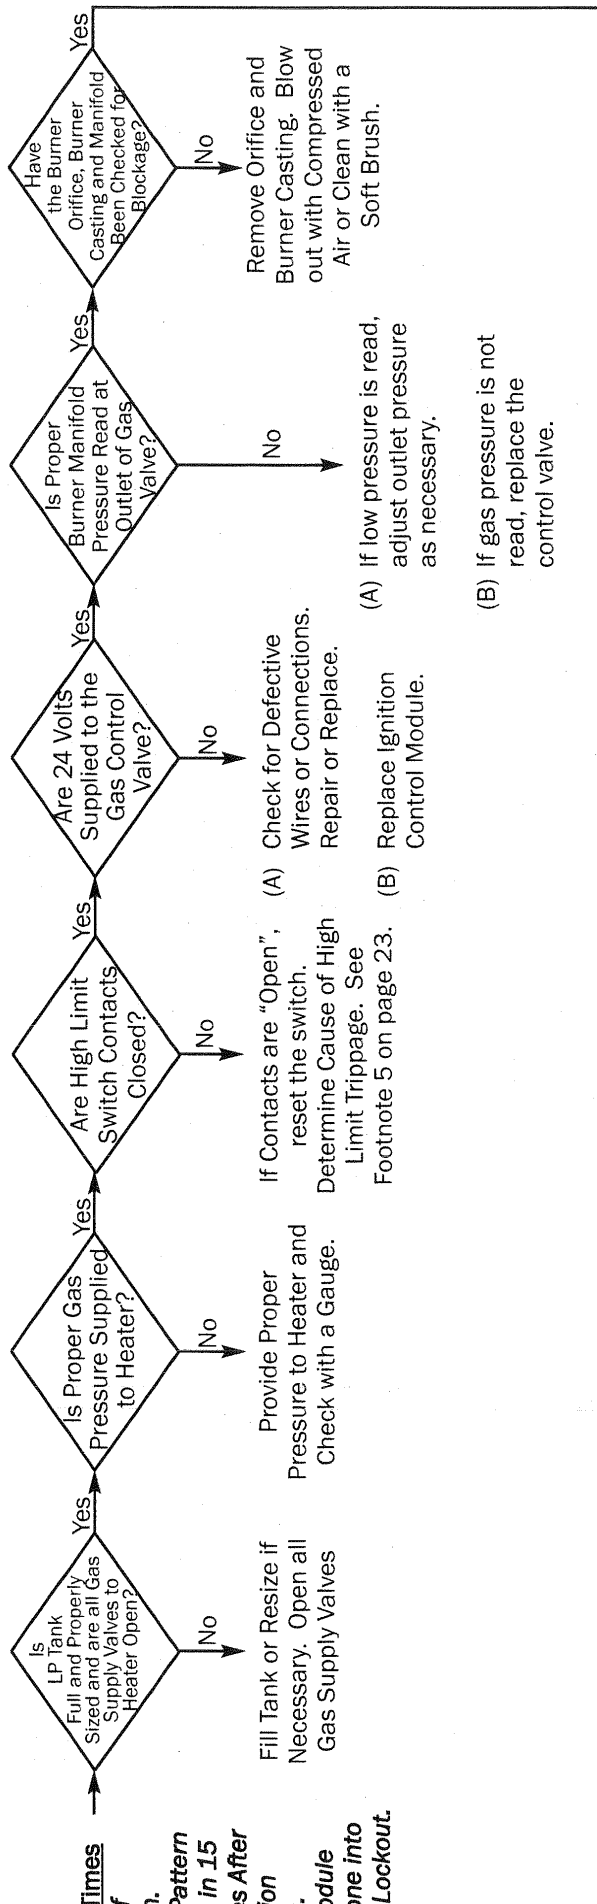 Times
Pattern
in 15
s After
odule
one into
Lockout.
Is
LP Tank
Full and Properly
Sized and are all Gas
Supply Valves to
Heater Open?
Yes
No
Fill Tank or Resize if
Necessary. Open all
Gas Supply Valves
Is Proper Gas
Pressure Supplied
to Heater?
Yes
No
Provide Proper
Pressure to Heater and
Check with a Gauge.
Are High Limit
Switch Contacts
Closed?
Yes
No
If Contacts are “Open”,
reset the switch.
Determine Cause of High
Limit Trippage. See
Footnote 5 on page 23.
Are 24 Volts
Supplied to the
Gas Control
Valve?
Yes
No
(A) Check for Defective
Wires or Connections.
Repair or Replace.
(B) Replace Ignition
Control Module.
Is Proper
Burner Manifold
Pressure Read at
Outlet of Gas
Valve?
Yes
No
(A) If low pressure is read,
adjust outlet pressure
as necessary.
(B) If gas pressure is not
read, replace the
control valve.
Have
the Burner
Orifice, Burner
Casting and Manifold
Been Checked for
Blockage?
Yes
No
Remove Orifice and
Burner Casting. Blow
out with Compressed
Air or Clean with a
Soft Brush.